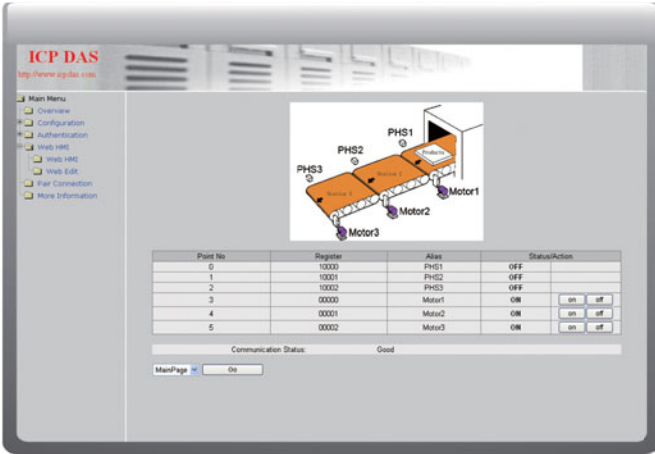 ICP DAS
http://www.icpdas.com
Main Menu
Overview
Configuration
Authentication
Web HMI
Web HMI
Web Edit
Pair Connection
More Information
PHS1
PHS2
PHS3
Products
Motor1
Motor2
Motor3
Point No Register Alias Status/Action
0 10000 PHS1 OFF
1 10001 PHS2 OFF
2 10002 PHS3 OFF
3 00000 Motor1 ON on off
4 00001 Motor2 ON on off
5 00002 Motor3 ON on off
Communication Status: Good
MainPage Go